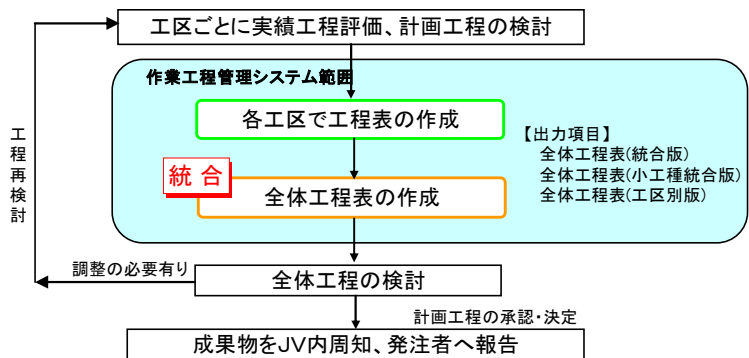 工区ごとに実績工程評価、計画工程の検討
作業工程管理システム範囲
各工区で工程表の作成
【出力項目】
全体工程表(統合版)
全体工程表(小工種統合版)
全体工程表(工区別版)
統合
全体工程表の作成
工程再検討
調整の必要有り
全体工程の検討
計画工程の承認・決定
成果物をJV内周知、発注者へ報告